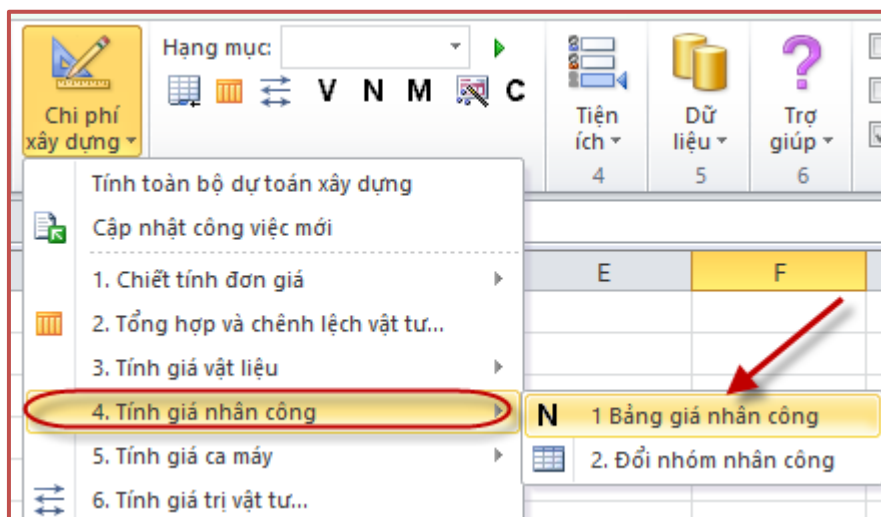 Hạng mục:
V N M C
Chi phí
xây dựng
Tiện
ích
Dữ
liệu
Trợ
giúp
4
5
6
Tính toàn bộ dự toán xây dựng
Cập nhật công việc mới
1. Chiết tính đơn giá
2. Tổng hợp và chênh lệch vật tư...
3. Tính giá vật liệu
4. Tính giá nhân công
5. Tính giá ca máy
6. Tính giá trị vật tư...
E
F
N 1 Bảng giá nhân công
2. Đổi nhóm nhân công